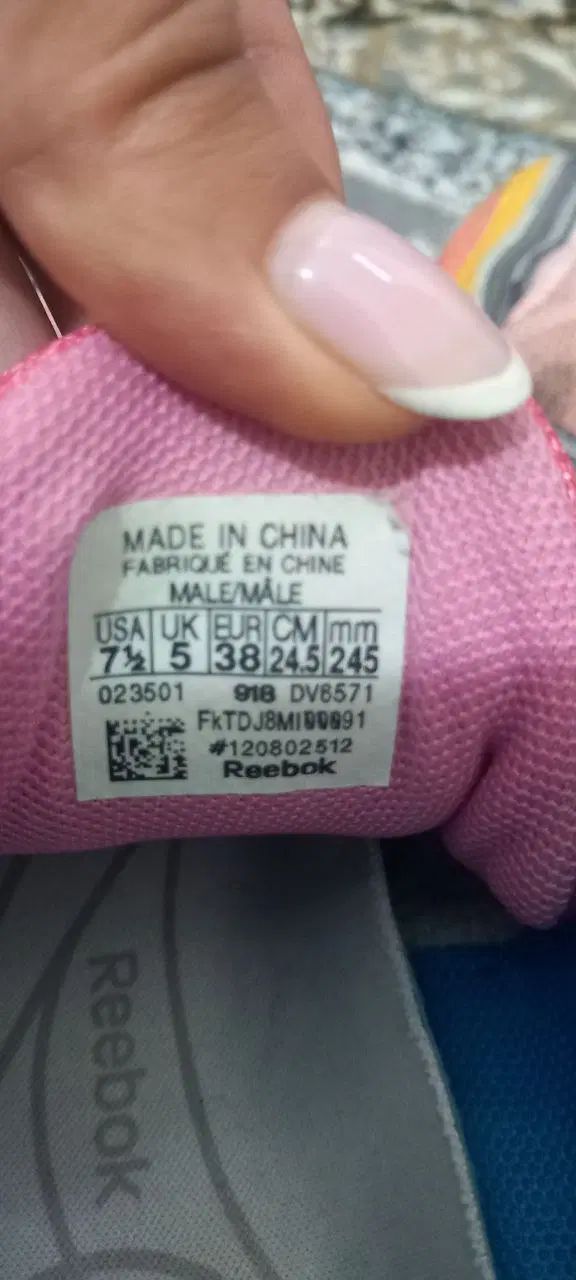 MADE IN CHINA
FABRIQUÉ EN CHINE
MALE/MÂLE
USA UK EUR CM mm
7½ 5 38 24.5 245
023501 918 DV6571
#120802512
Reebok
Reebok